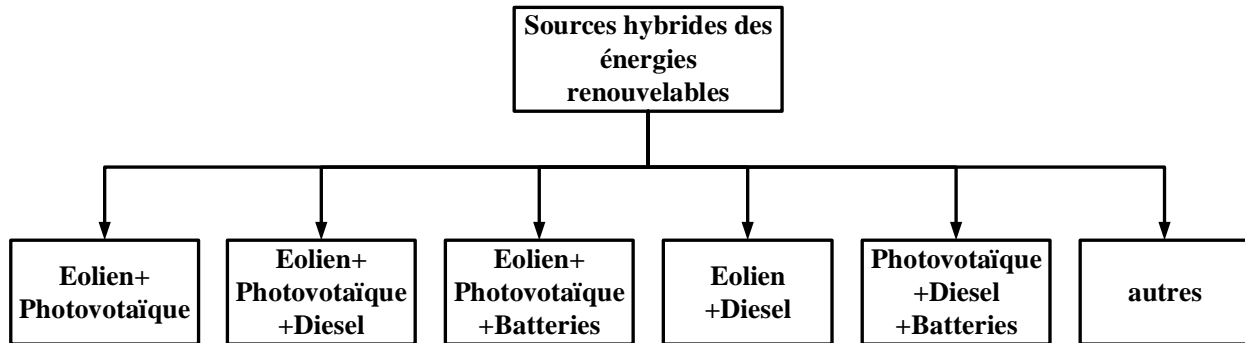 Sources hybrides des
énergies
renouvelables
Eolien+
Photovotaïque
Eolien+
Photovotaïque
+Diesel
Eolien+
Photovotaïque
+Batteries
Eolien
+Diesel
Photovotaïque
+Diesel
+Batteries
autres